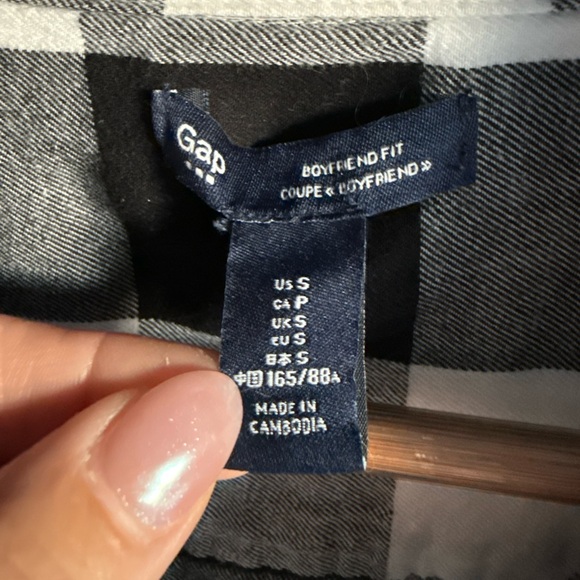 Gap
BOYFRIEND FIT
COUPE « BOYFRIEND »
US S
CA P
UK S
EU S
日本 S
中国 165/88A
MADE IN
CAMBODIA